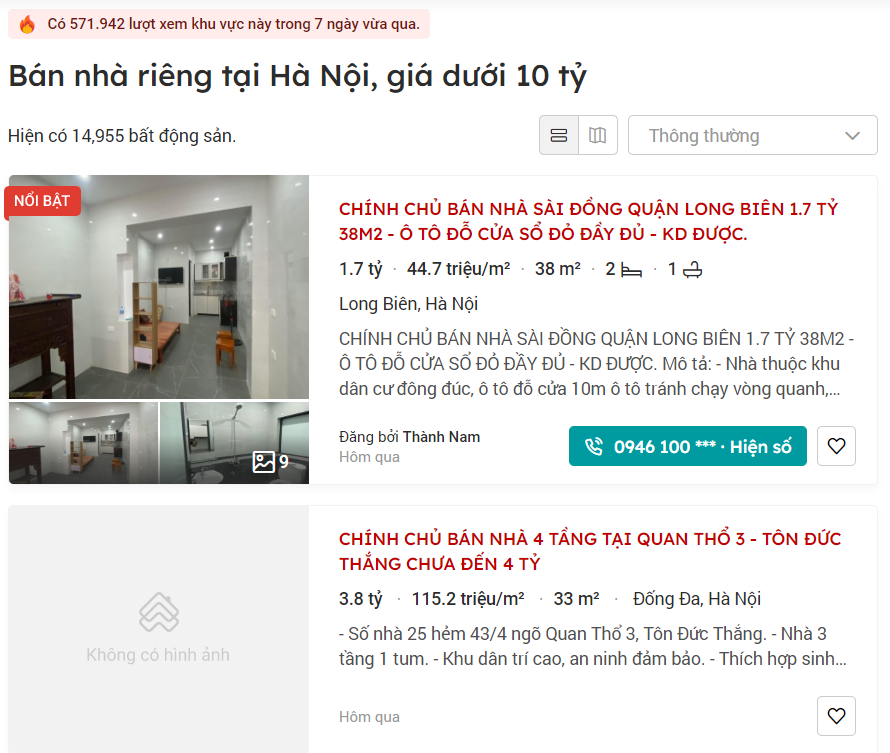 Có 571.942 lượt xem khu vực này trong 7 ngày vừa qua.
Bán nhà riêng tại Hà Nội, giá dưới 10 tỷ
Hiện có 14,955 bất động sản.
Thông thường
NỔI BẬT
CHÍNH CHỦ BÁN NHÀ SÀI ĐỒNG QUẬN LONG BIÊN 1.7 TỶ
38M2 - Ô TÔ ĐỖ CỬA SỔ ĐỎ ĐẦY ĐỦ - KD ĐƯỢC.
1.7 tỷ · 44.7 triệu/m² · 38 m² · 2 · 1
Long Biên, Hà Nội
CHÍNH CHỦ BÁN NHÀ SÀI ĐỒNG QUẬN LONG BIÊN 1.7 TỶ 38M2 -
Ô TÔ ĐỖ CỬA SỔ ĐỎ ĐẦY ĐỦ - KD ĐƯỢC. Mô tả: - Nhà thuộc khu
dân cư đông đúc, ô tô đỗ cửa 10m ô tô tránh chạy vòng quanh,...
9
Đăng bởi Thành Nam
Hôm qua
0946 100 *** · Hiện số
CHÍNH CHỦ BÁN NHÀ 4 TẦNG TẠI QUAN THỔ 3 - TÔN ĐỨC
THẮNG CHƯA ĐẾN 4 TỶ
3.8 tỷ · 115.2 triệu/m² · 33 m² · Đống Đa, Hà Nội
- Số nhà 25 hẻm 43/4 ngõ Quan Thổ 3, Tôn Đức Thắng. - Nhà 3
tầng 1 tum. - Khu dân trí cao, an ninh đảm bảo. - Thích hợp sinh...
Không có hình ảnh
Hôm qua